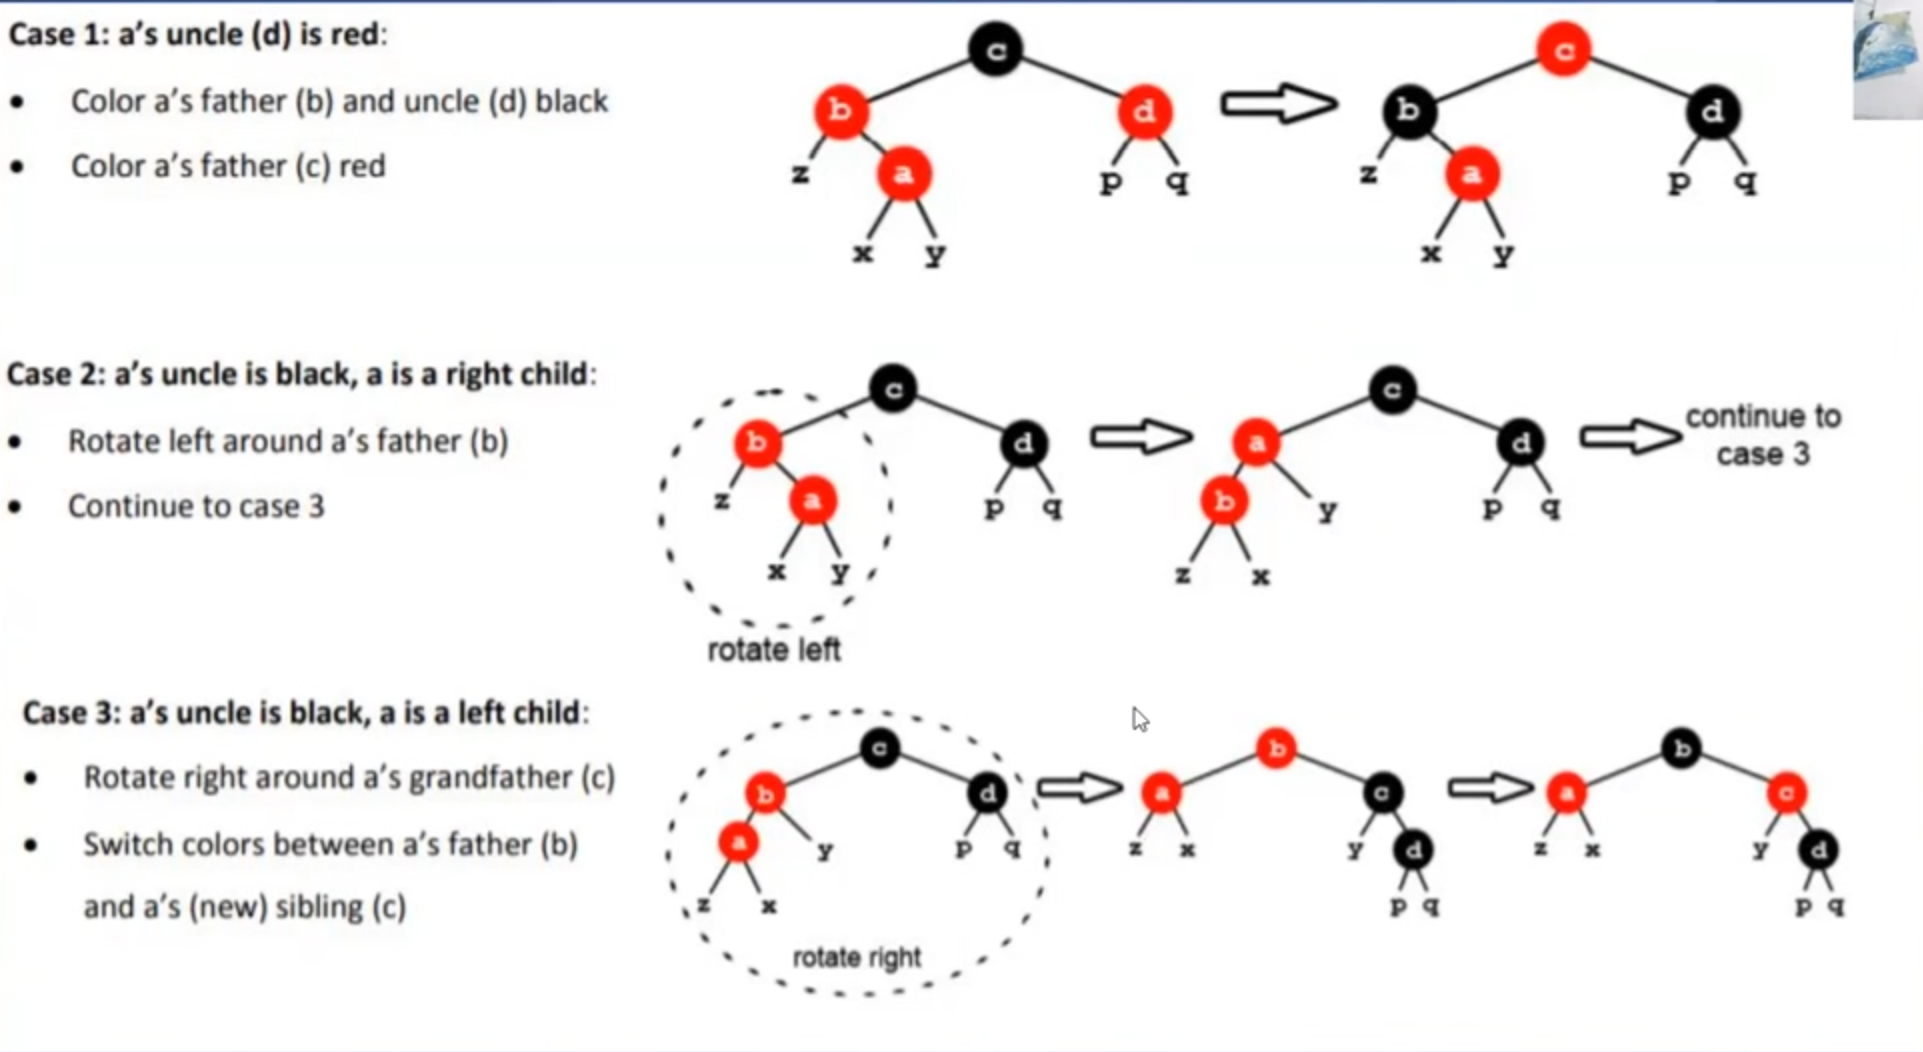 Case 1: a's uncle (d) is red:
• Color a's father (b) and uncle (d) black
• Color a's father (c) red
c
b d
z a p q
x y
c
b d
z a p q
x y
Case 2: a's uncle is black, a is a right child:
• Rotate left around a's father (b)
• Continue to case 3
c
b d
z a p q
x y
rotate left
c
a d
b y p q
z x
continue to
case 3
Case 3: a's uncle is black, a is a left child:
• Rotate right around a's grandfather (c)
• Switch colors between a's father (b)
and a's (new) sibling (c)
c
b d
a y p q
z x
rotate right
b
a c
z x y d
p q
b
a c
z x y d
p q